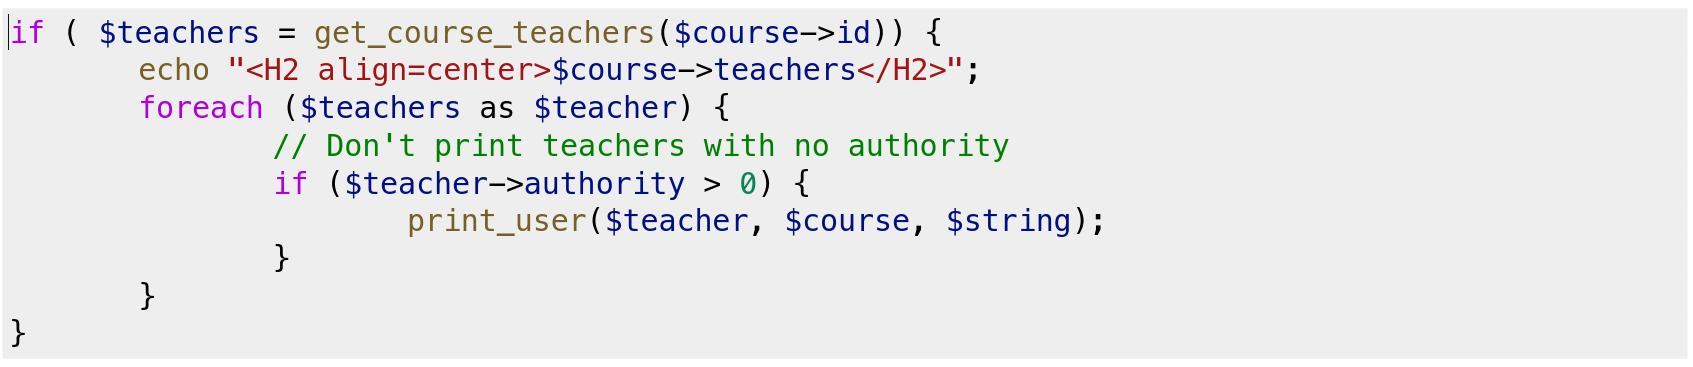 if ( $teachers = get_course_teachers($course->id)) {
echo "<H2 align=center>$course->teachers</H2>";
foreach ($teachers as $teacher) {
// Don't print teachers with no authority
if ($teacher->authority > 0) {
print_user($teacher, $course, $string);
}
}
}